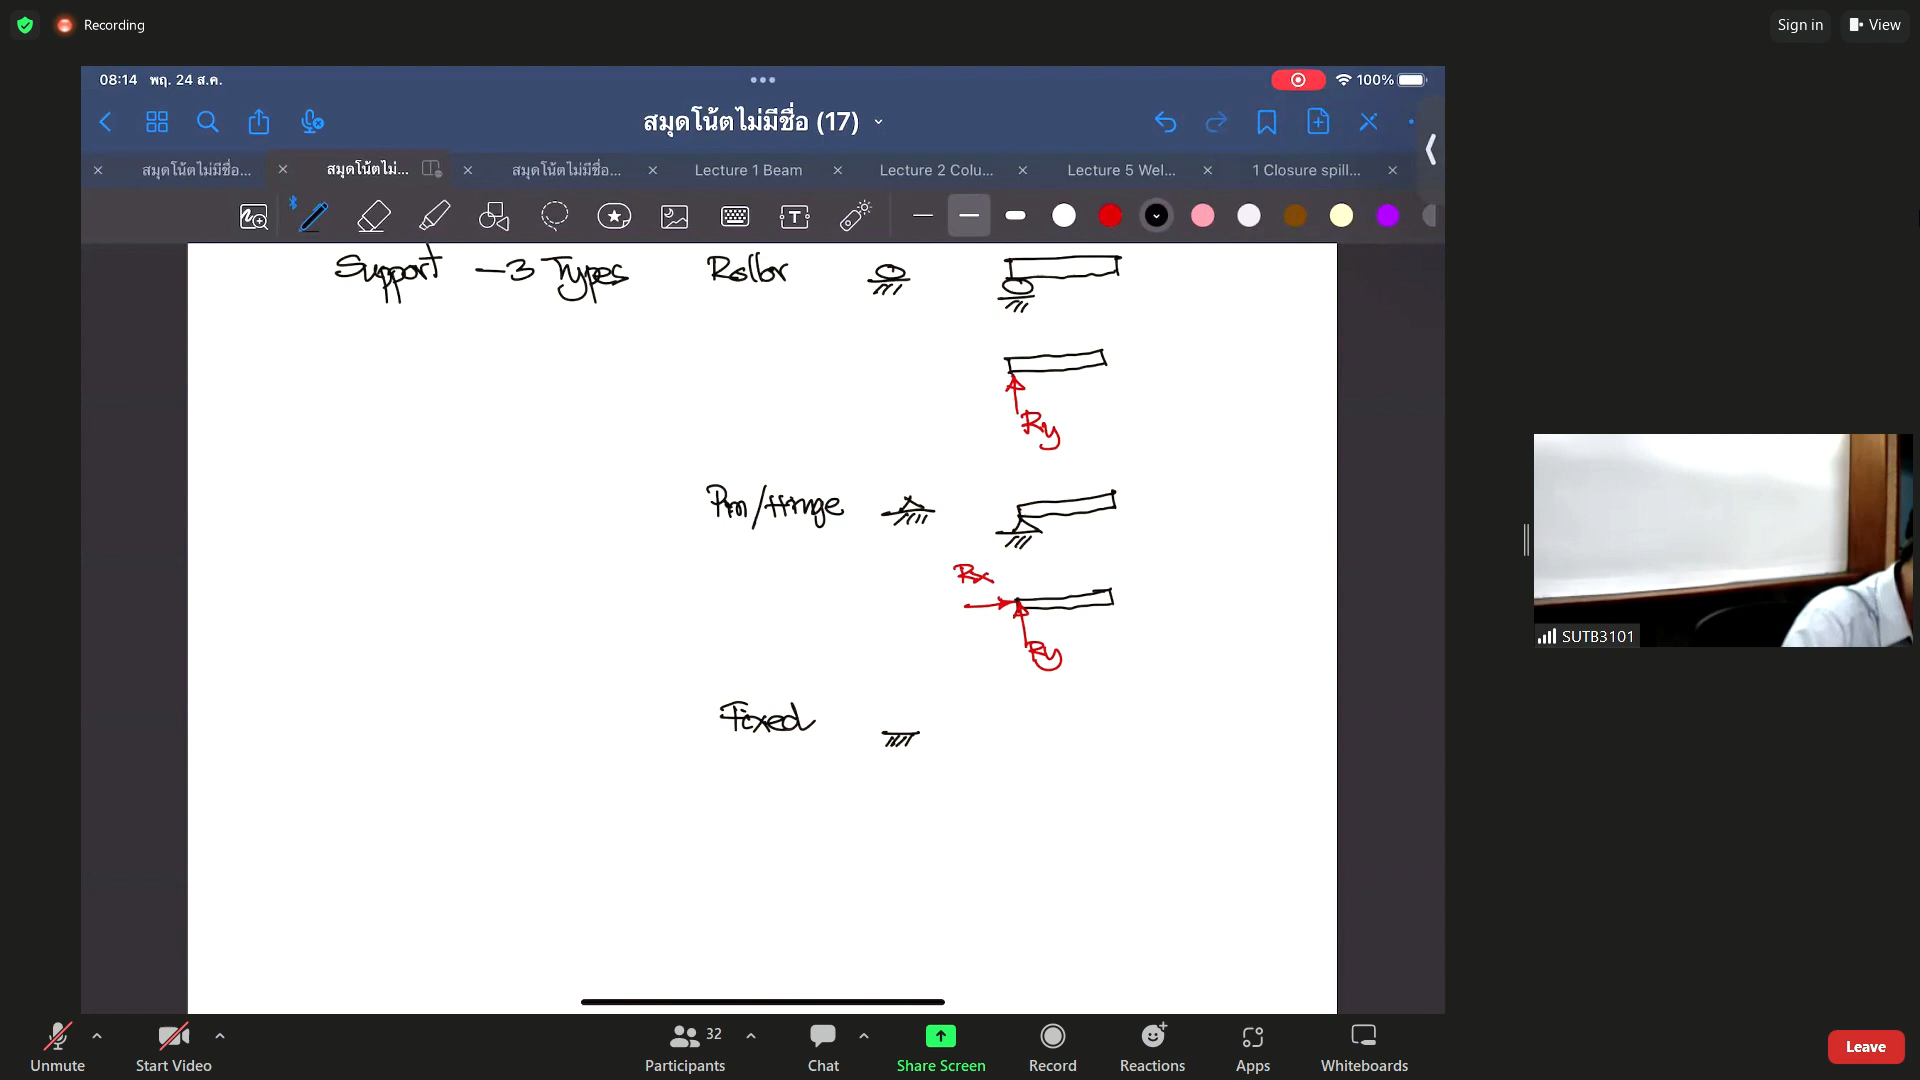 Recording
Sign in
View
08:14 พฤ. 24 ส.ค.
100%
สมุดโน้ตไม่มีชื่อ (17)
สมุดโน้ตไม่มีชื่อ...
สมุดโน้ตไม่...
สมุดโน้ตไม่มีชื่อ...
Lecture 1 Beam
Lecture 2 Colu...
Lecture 5 Wel...
1 Closure spill...
Support – 3 Types Roller
Ry
Pin/Hinge
Rx
Ry
Fixed
SUTB3101
Unmute
Start Video
32
Participants
Chat
Share Screen
Record
Reactions
Apps
Whiteboards
Leave